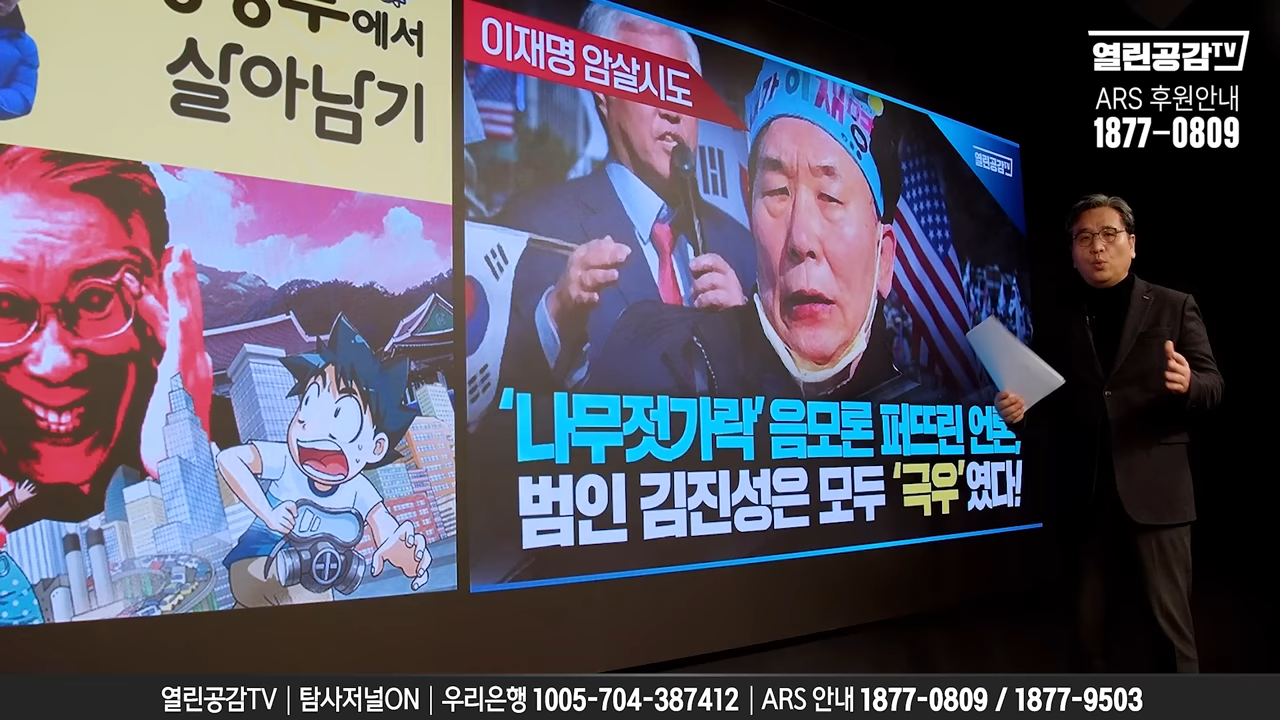 에서
살아남기
이재명 암살시도
열린공감TV
'나무젓가락' 음모론 퍼뜨린 언론,
범인 김진성은 모두 '극우'였다!
열린공감TV
ARS 후원안내
1877-0809
열린공감TV | 탐사저널ON | 우리은행 1005-704-387412 | ARS 안내 1877-0809 / 1877-9503